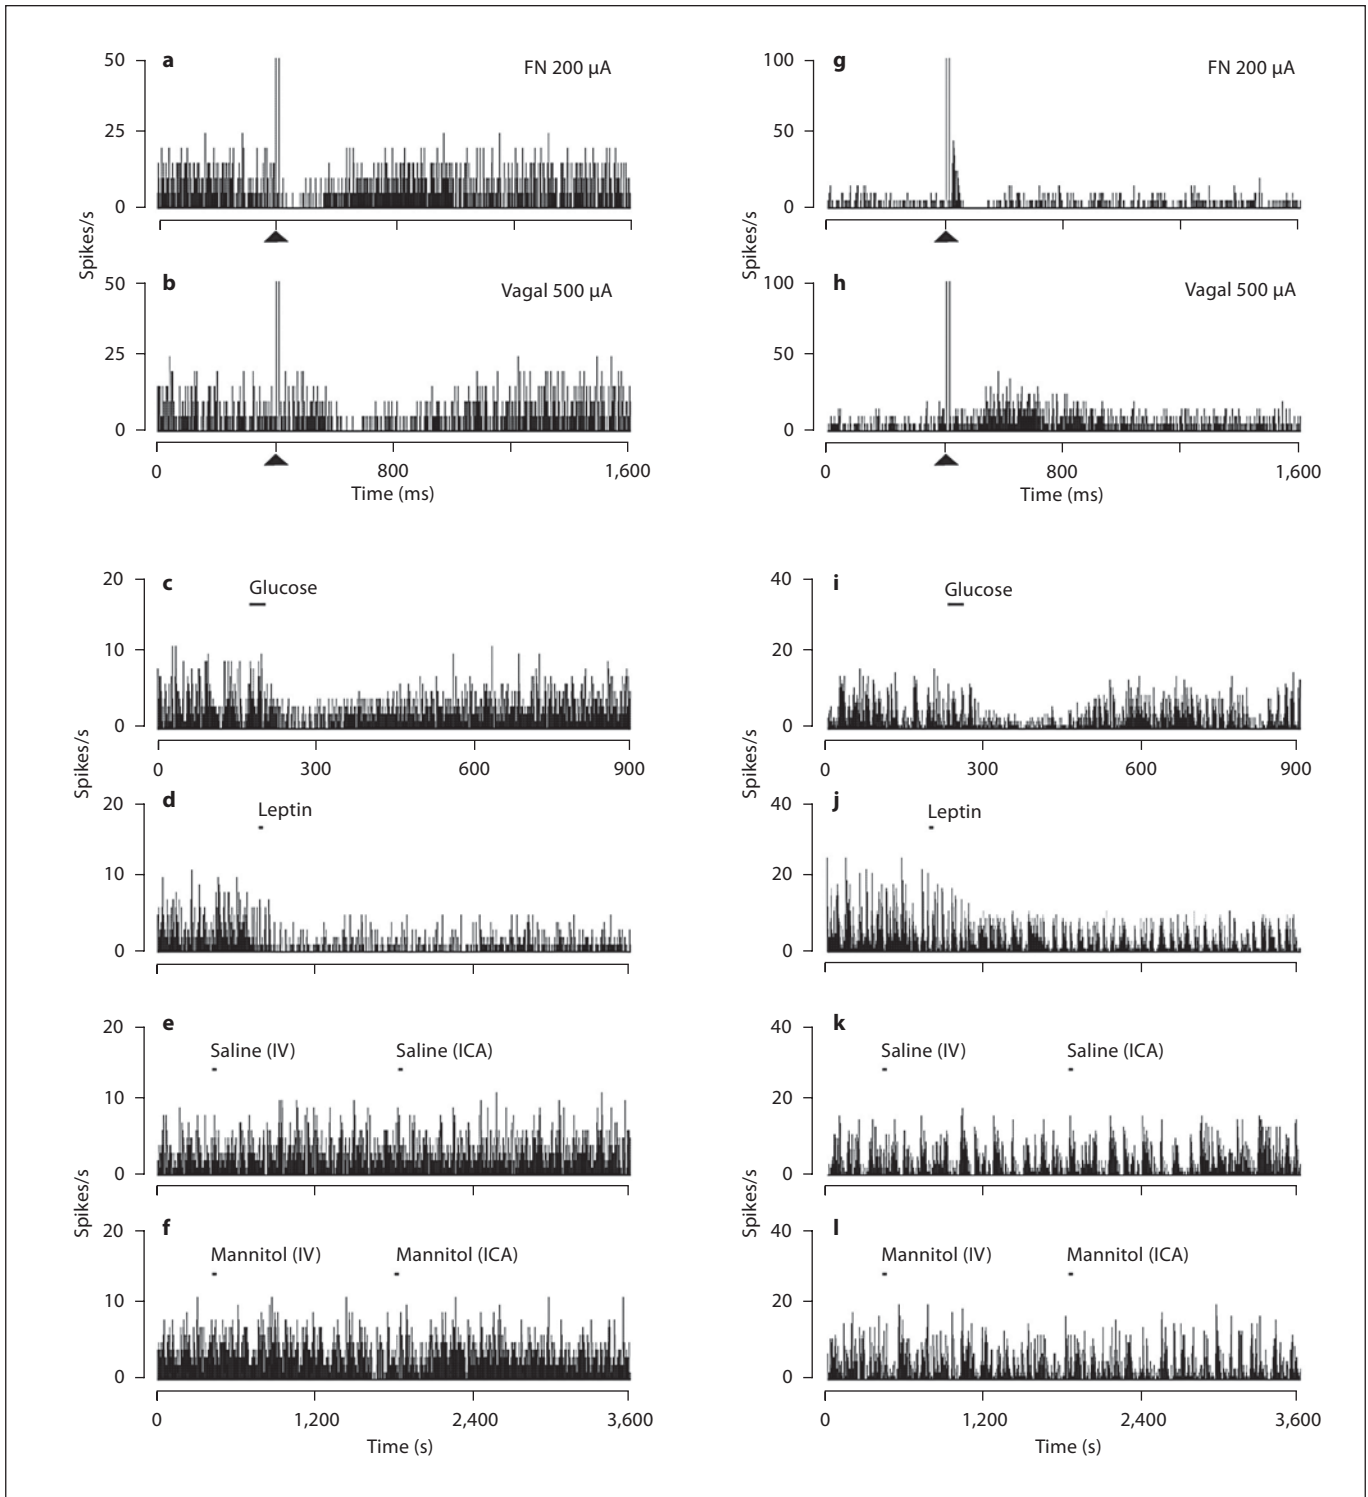 a
FN 200 µA
50
25
0
Spikes/s
b
Vagal 500 µA
50
25
0
0 800 1,600
Time (ms)
c
Glucose
20
10
0
Spikes/s
0 300 600 900
d
Leptin
20
10
0
e
Saline (IV) Saline (ICA)
20
10
0
Spikes/s
f
Mannitol (IV) Mannitol (ICA)
20
10
0
0 1,200 2,400 3,600
Time (s)
g
FN 200 µA
100
50
0
Spikes/s
h
Vagal 500 µA
100
50
0
0 800 1,600
Time (ms)
i
Glucose
40
20
0
Spikes/s
0 300 600 900
j
Leptin
40
20
0
k
Saline (IV) Saline (ICA)
40
20
0
Spikes/s
l
Mannitol (IV) Mannitol (ICA)
40
20
0
0 1,200 2,400 3,600
Time (s)